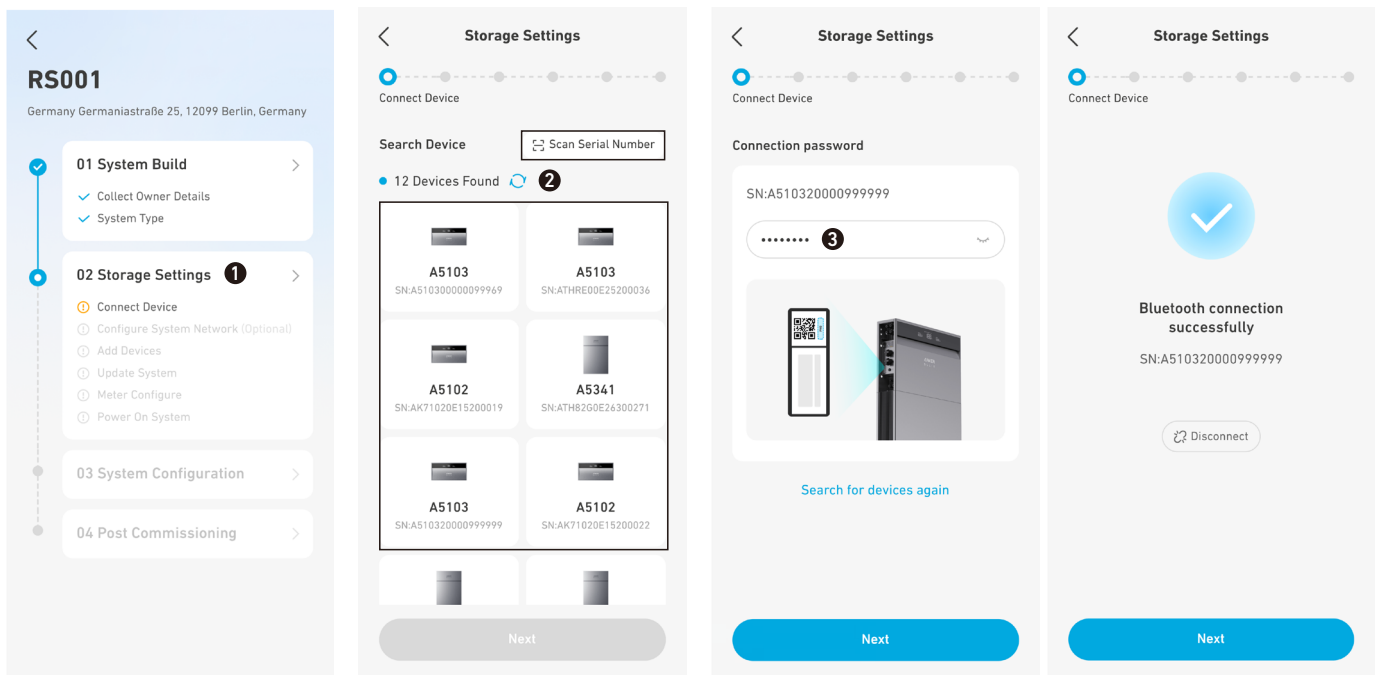 RS001
Germany Germaniastraße 25, 12099 Berlin, Germany
01 System Build
Collect Owner Details
System Type
02 Storage Settings 1
Connect Device
Configure System Network (Optional)
Add Devices
Update System
Meter Configure
Power On System
03 System Configuration
04 Post Commissioning
Storage Settings
Connect Device
Search Device
Scan Serial Number
12 Devices Found 2
A5103
SN:A510300000099969
A5103
SN:ATHRE00E25200036
A5102
SN:AK71020E15200019
A5341
SN:ATH82G0E26300271
A5103
SN:A510320000999999
A5102
SN:AK71020E15200022
Next
Storage Settings
Connect Device
Connection password
SN:A510320000999999
•••••••• 3
Search for devices again
Next
Storage Settings
Connect Device
Bluetooth connection
successfully
SN:A510320000999999
Disconnect
Next